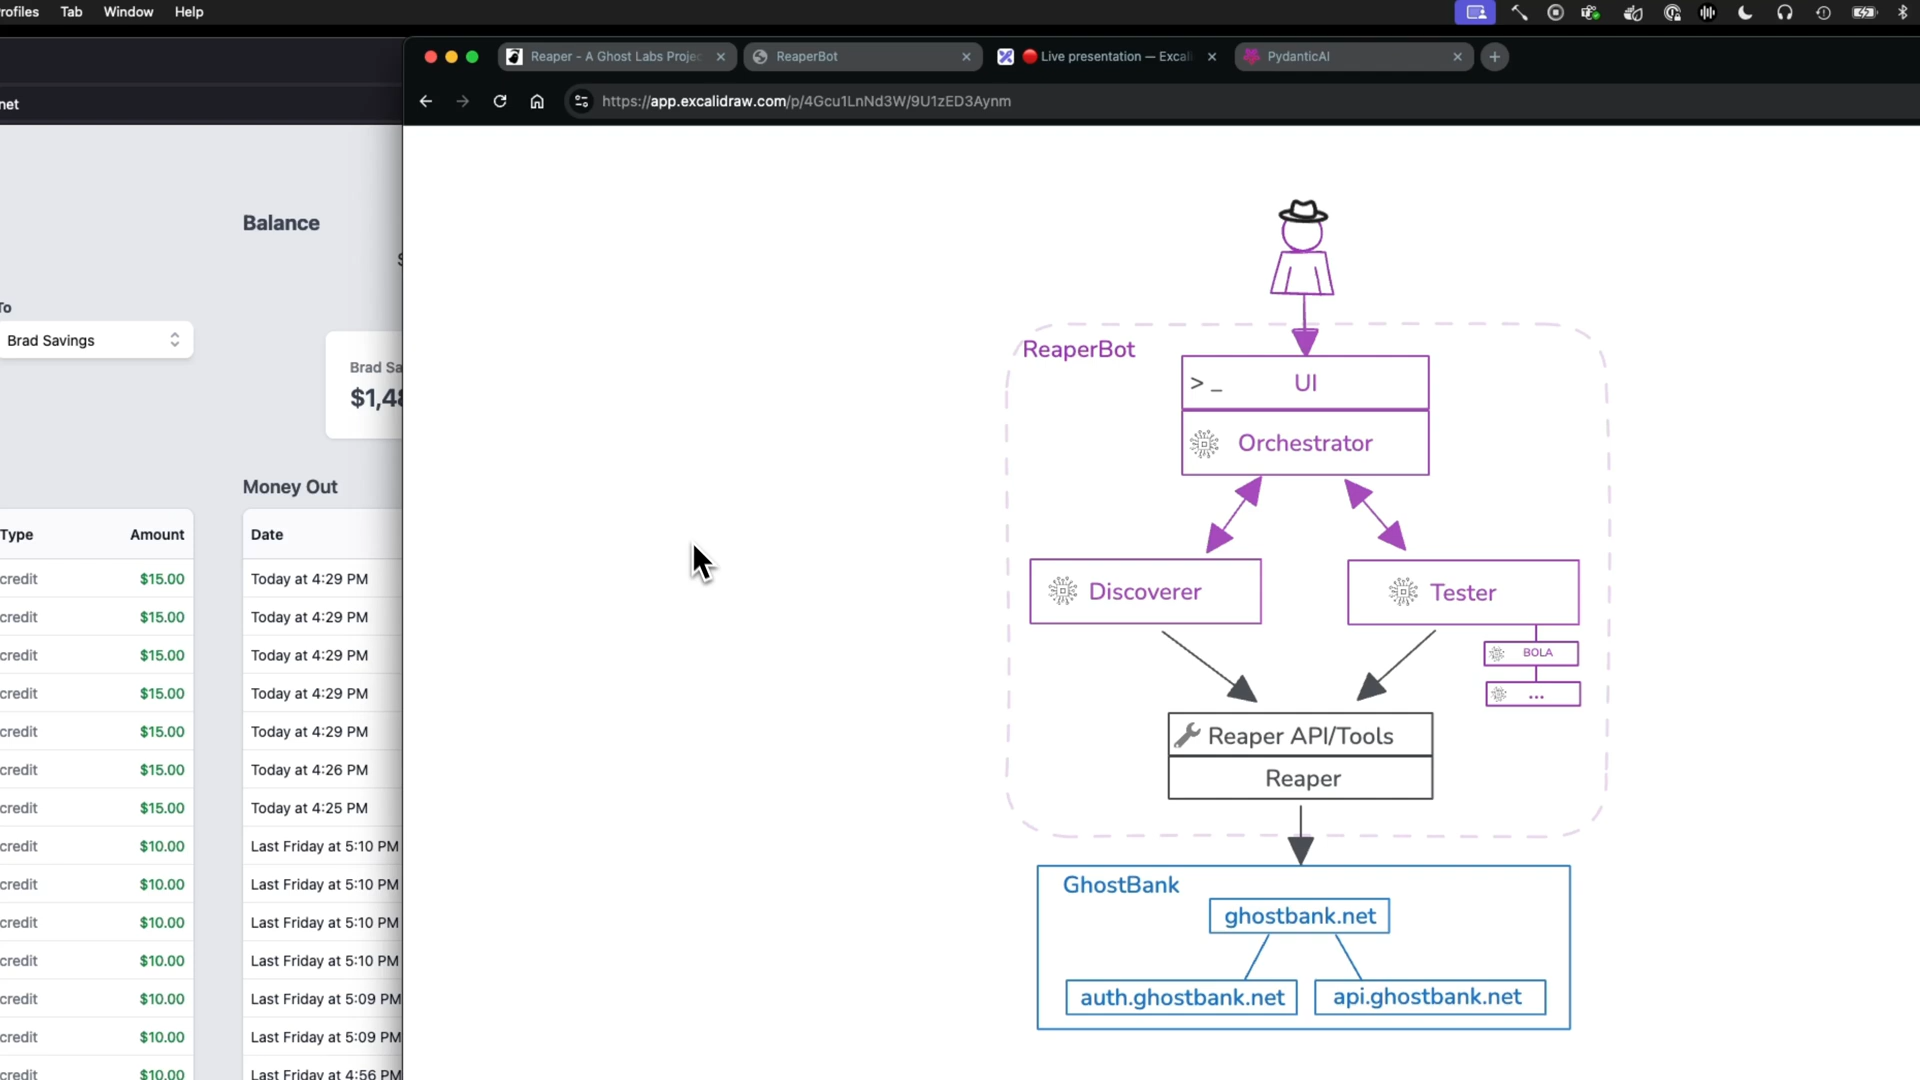 rofiles Tab Window Help
Reaper - A Ghost Labs Projec
ReaperBot
Live presentation — Excali
PydanticAI
net
https://app.excalidraw.com/p/4Gcu1LnNd3W/9U1zED3Aynm
Balance
To
Brad Savings
Brad Sa
$1,48
Money Out
Type Amount
Date
credit $15.00
Today at 4:29 PM
credit $15.00
Today at 4:29 PM
credit $15.00
Today at 4:29 PM
credit $15.00
Today at 4:29 PM
credit $15.00
Today at 4:29 PM
credit $15.00
Today at 4:26 PM
credit $15.00
Today at 4:25 PM
credit $10.00
Last Friday at 5:10 PM
credit $10.00
Last Friday at 5:10 PM
credit $10.00
Last Friday at 5:10 PM
credit $10.00
Last Friday at 5:10 PM
credit $10.00
Last Friday at 5:09 PM
credit $10.00
Last Friday at 5:09 PM
credit $10.00
Last Friday at 4:56 PM
ReaperBot
> _ UI
Orchestrator
Discoverer
Tester
BOLA
...
Reaper API/Tools
Reaper
GhostBank
ghostbank.net
auth.ghostbank.net
api.ghostbank.net